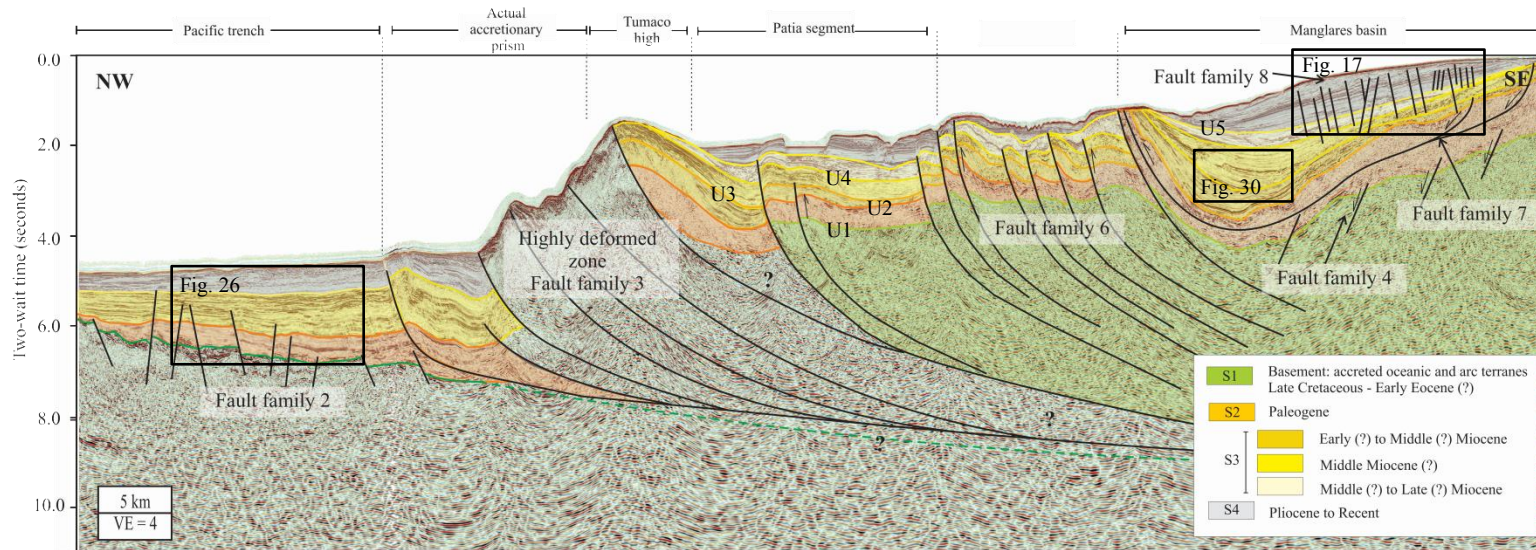 Pacific trench
Actual
accretionary
prism
Tumaco
high
Patia segment
Manglares basin
0.0
2.0
4.0
6.0
8.0
10.0
Two-wait time (seconds)
NW
SE
Fault family 8
Fig. 17
U5
Fig. 30
U3
U4
U2
U1
Fault family 7
Fault family 6
Fault family 4
Highly deformed
zone
Fault family 3
?
Fig. 26
Fault family 2
?
?
5 km
VE = 4
S1 Basement: accreted oceanic and arc terranes
Late Cretaceous - Early Eocene (?)
S2 Paleogene
S3
Early (?) to Middle (?) Miocene
Middle Miocene (?)
Middle (?) to Late (?) Miocene
S4 Pliocene to Recent